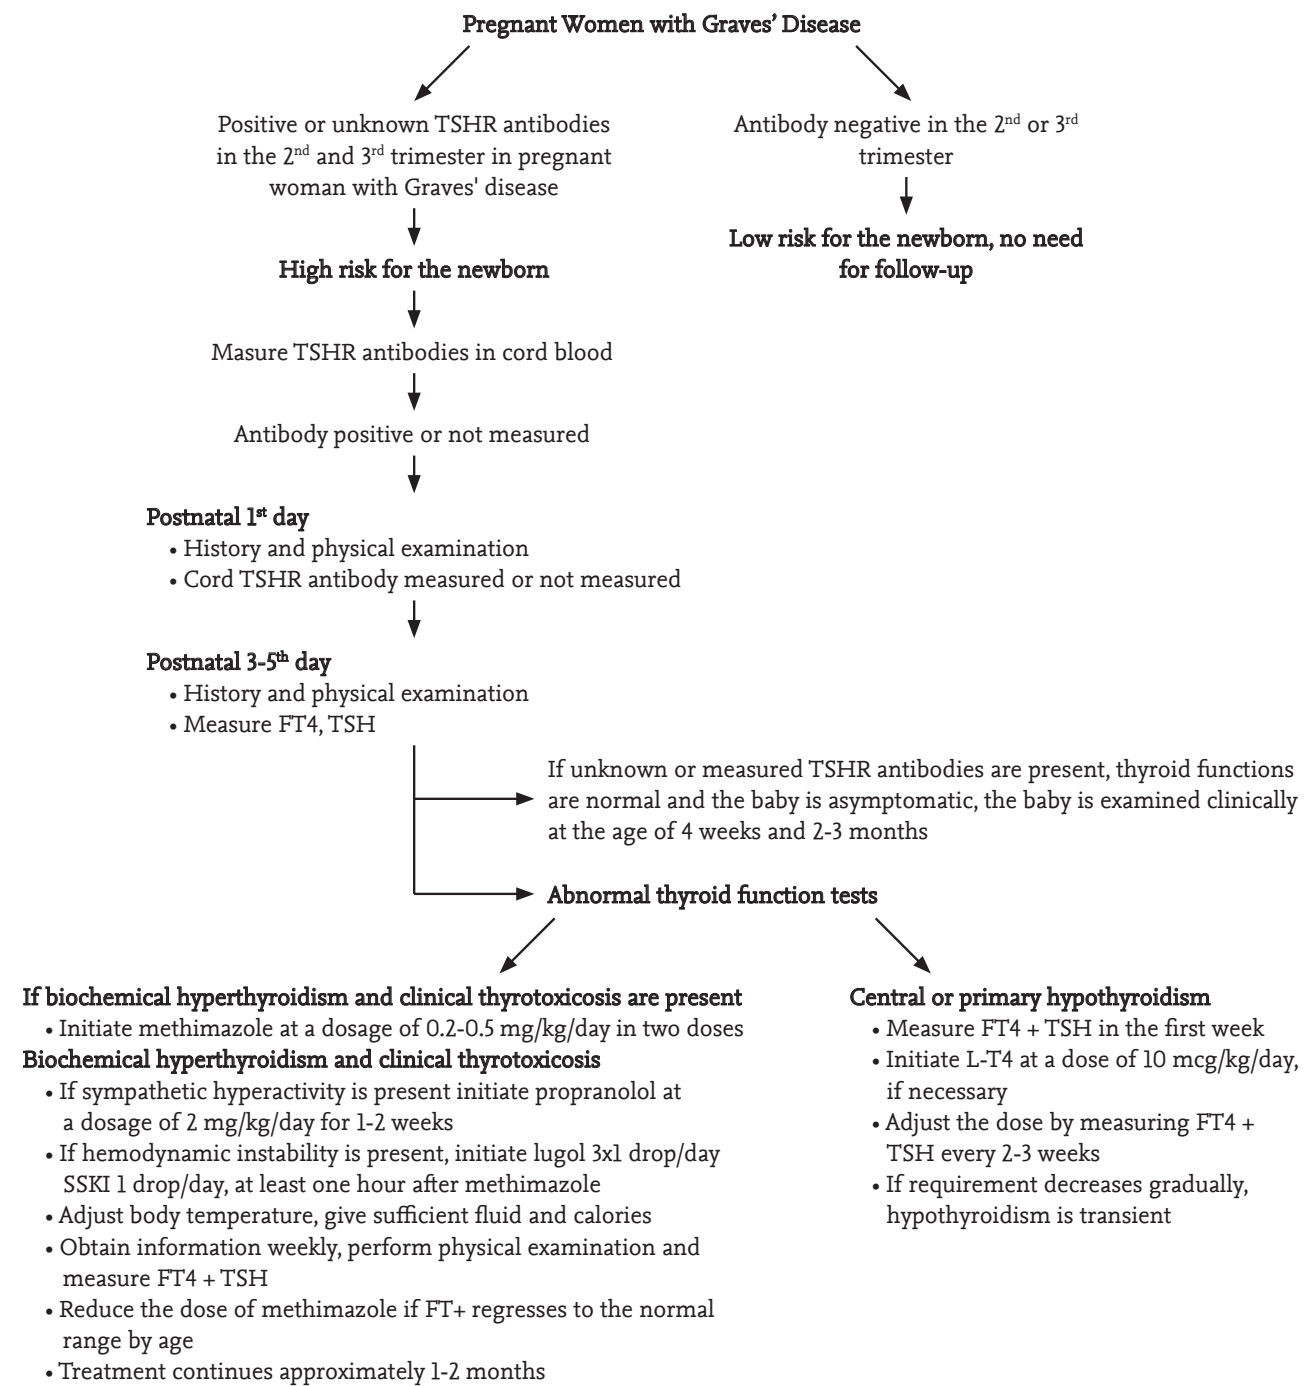 Pregnant Women with Graves' Disease
Positive or unknown TSHR antibodies
in the 2nd and 3rd trimester in pregnant
woman with Graves' disease
High risk for the newborn
Masure TSHR antibodies in cord blood
Antibody positive or not measured
Antibody negative in the 2nd or 3rd
trimester
Low risk for the newborn, no need
for follow-up
Postnatal 1st day
• History and physical examination
• Cord TSHR antibody measured or not measured
Postnatal 3-5th day
• History and physical examination
• Measure FT4, TSH
If unknown or measured TSHR antibodies are present, thyroid functions
are normal and the baby is asymptomatic, the baby is examined clinically
at the age of 4 weeks and 2-3 months
Abnormal thyroid function tests
If biochemical hyperthyroidism and clinical thyrotoxicosis are present
• Initiate methimazole at a dosage of 0.2-0.5 mg/kg/day in two doses
Biochemical hyperthyroidism and clinical thyrotoxicosis
• If sympathetic hyperactivity is present initiate propranolol at
a dosage of 2 mg/kg/day for 1-2 weeks
• If hemodynamic instability is present, initiate lugol 3x1 drop/day
SSKI 1 drop/day, at least one hour after methimazole
• Adjust body temperature, give sufficient fluid and calories
• Obtain information weekly, perform physical examination and
measure FT4 + TSH
• Reduce the dose of methimazole if FT+ regresses to the normal
range by age
• Treatment continues approximately 1-2 months
Central or primary hypothyroidism
• Measure FT4 + TSH in the first week
• Initiate L-T4 at a dose of 10 mcg/kg/day,
if necessary
• Adjust the dose by measuring FT4 +
TSH every 2-3 weeks
• If requirement decreases gradually,
hypothyroidism is transient